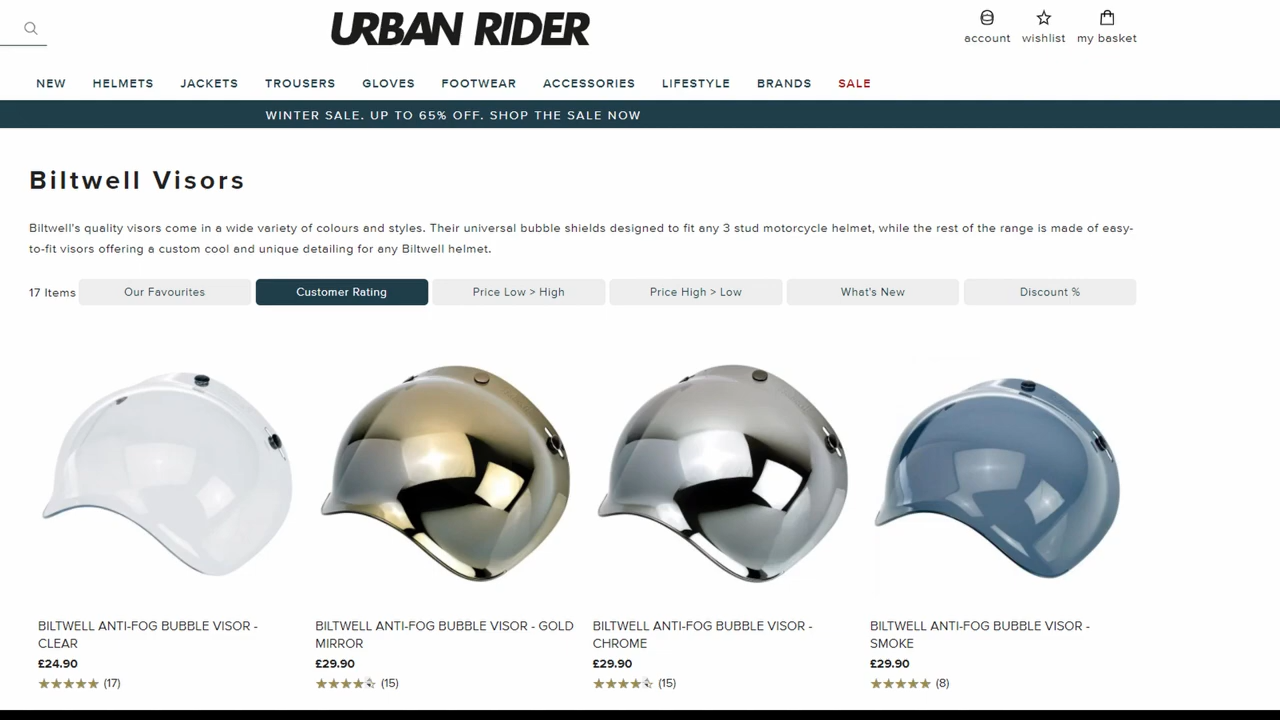 URBAN RIDER
account wishlist my basket
NEW HELMETS JACKETS TROUSERS GLOVES FOOTWEAR ACCESSORIES LIFESTYLE BRANDS SALE
WINTER SALE. UP TO 65% OFF. SHOP THE SALE NOW
Biltwell Visors
Biltwell's quality visors come in a wide variety of colours and styles. Their universal bubble shields designed to fit any 3 stud motorcycle helmet, while the rest of the range is made of easy-
to-fit visors offering a custom cool and unique detailing for any Biltwell helmet.
17 Items Our Favourites Customer Rating Price Low > High Price High > Low What's New Discount %
BILTWELL ANTI-FOG BUBBLE VISOR -
CLEAR
£24.90
(17)
BILTWELL ANTI-FOG BUBBLE VISOR - GOLD
MIRROR
£29.90
(15)
BILTWELL ANTI-FOG BUBBLE VISOR -
CHROME
£29.90
(15)
BILTWELL ANTI-FOG BUBBLE VISOR -
SMOKE
£29.90
(8)